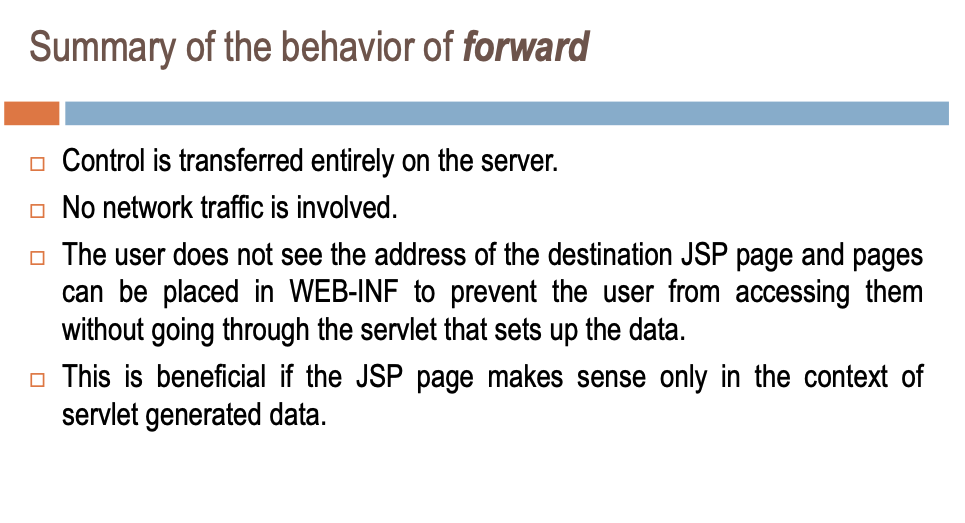 Summary of the behavior of forward
Control is transferred entirely on the server.
No network traffic is involved.
The user does not see the address of the destination JSP page and pages
can be placed in WEB-INF to prevent the user from accessing them
without going through the servlet that sets up the data.
This is beneficial if the JSP page makes sense only in the context of
servlet generated data.